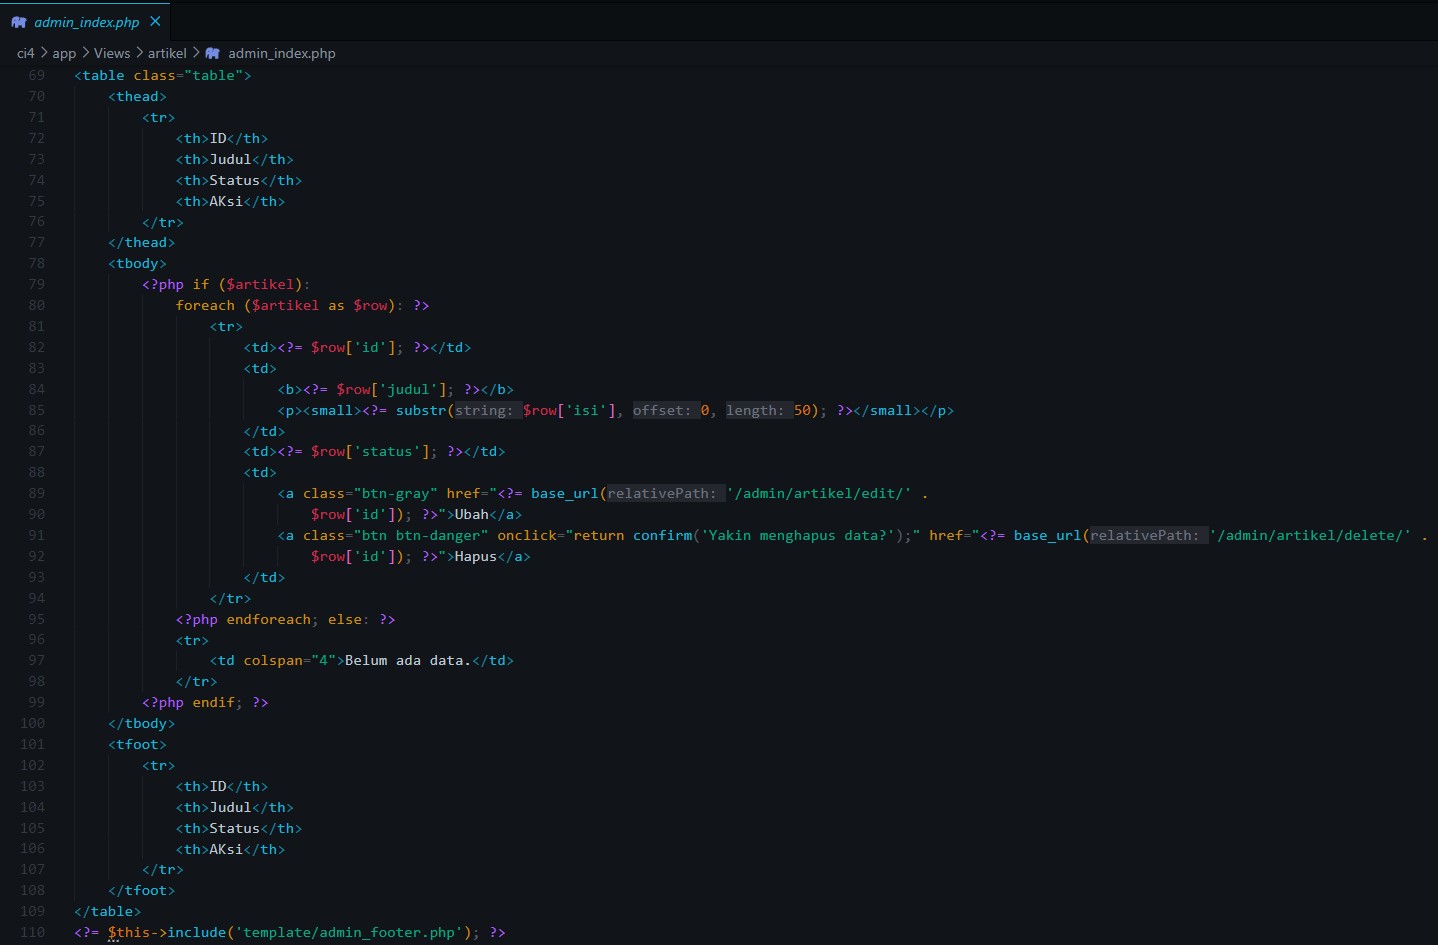 admin_index.php
ci4 > app > Views > artikel > admin_index.php
69 <table class="table">
70 <thead>
71 <tr>
72 <th>ID</th>
73 <th>Judul</th>
74 <th>Status</th>
75 <th>AKsi</th>
76 </tr>
77 </thead>
78 <tbody>
79 <?php if ($artikel):
80 foreach ($artikel as $row): ?>
81 <tr>
82 <td><?= $row['id']; ?></td>
83 <td>
84 <b><?= $row['judul']; ?></b>
85 <p><small><?= substr(string: $row['isi'], offset: 0, length: 50); ?></small></p>
86 </td>
87 <td><?= $row['status']; ?></td>
88 <td>
89 <a class="btn-gray" href="<?= base_url(relativePath: '/admin/artikel/edit/' .
90 $row['id']); ?>">Ubah</a>
91 <a class="btn btn-danger" onclick="return confirm('Yakin menghapus data?');" href="<?= base_url(relativePath: '/admin/artikel/delete/' .
92 $row['id']); ?>">Hapus</a>
93 </td>
94 </tr>
95 <?php endforeach; else: ?>
96 <tr>
97 <td colspan="4">Belum ada data.</td>
98 </tr>
99 <?php endif; ?>
100 </tbody>
101 <tfoot>
102 <tr>
103 <th>ID</th>
104 <th>Judul</th>
105 <th>Status</th>
106 <th>AKsi</th>
107 </tr>
108 </tfoot>
109 </table>
110 <?= $this->include('template/admin_footer.php'); ?>